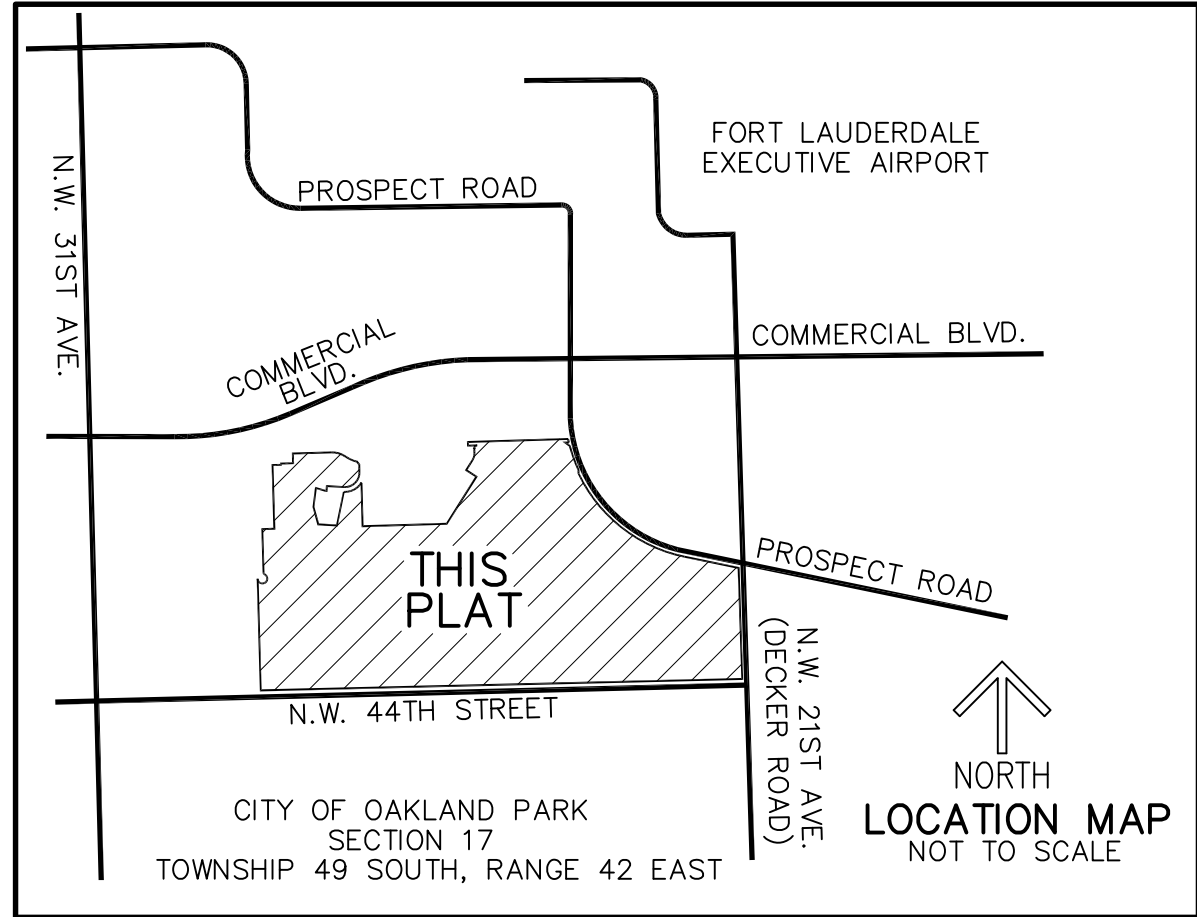 FORT LAUDERDALE
EXECUTIVE AIRPORT
N.W. 31ST AVE.
PROSPECT ROAD
COMMERCIAL
BLVD.
COMMERCIAL BLVD.
THIS
PLAT
PROSPECT ROAD
N.W. 21ST AVE.
(DECKER ROAD)
N.W. 44TH STREET
NORTH
LOCATION MAP
NOT TO SCALE
CITY OF OAKLAND PARK
SECTION 17
TOWNSHIP 49 SOUTH, RANGE 42 EAST